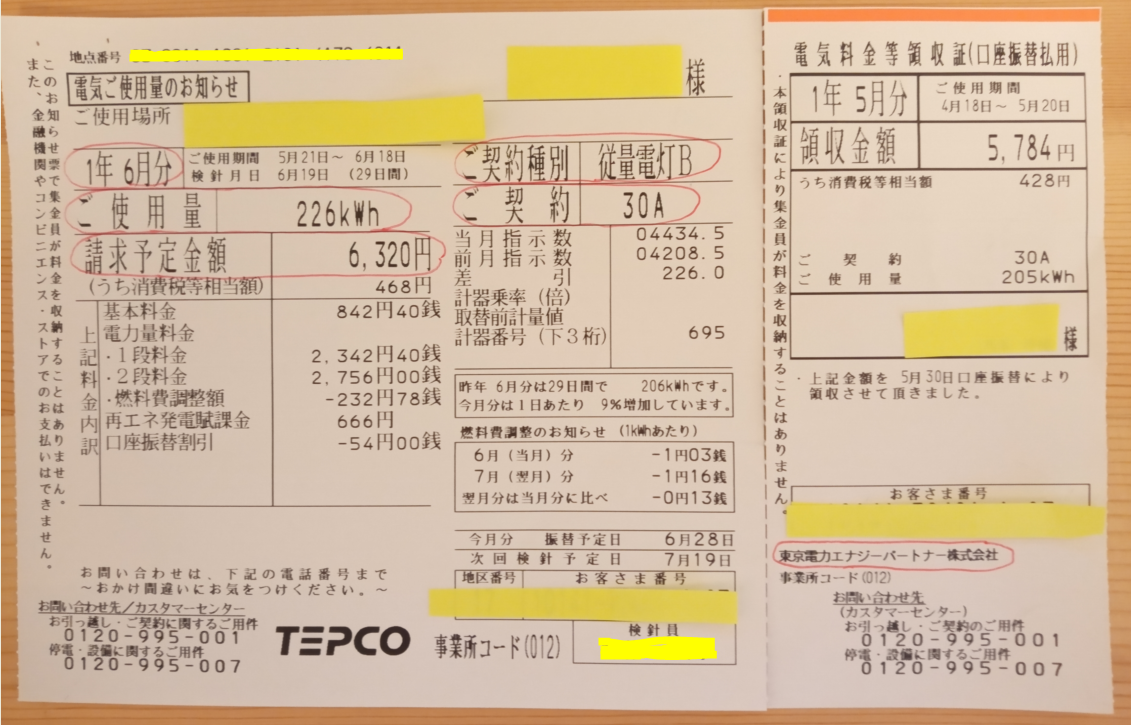 地点番号
電気ご使用量のお知らせ
ご使用場所
様
1年 6月分
ご使用期間 5月21日～ 6月18日
検針月日 6月19日 (29日間)
ご使用量 226kWh
請求予定金額 6,320円
(うち消費税等相当額) 468円
上記料金内訳
基本料金 842円40銭
電力量料金
・1段料金 2,342円40銭
・2段料金 2,756円00銭
・燃料費調整額 -232円78銭
再エネ発電賦課金 666円
口座振替割引 -54円00銭
ご契約種別 従量電灯B
ご契約 30A
当月指示数 04434.5
前月指示数 04208.5
差引 226.0
計器乗率(倍)
取替前計量値
計器番号(下3桁) 695
昨年 6月分は29日間で 206kWhです。
今月分は1日あたり 9%増加しています。
燃料費調整のお知らせ (1kWhあたり)
6月(当月)分 -1円03銭
7月(翌月)分 -1円16銭
翌月分は当月分に比べ -0円13銭
今月分 振替予定日 6月28日
次回検針予定日 7月19日
地区番号 お客さま番号
検針員
お問い合わせは、下記の電話番号まで
～おかけ間違いにお気をつけください。～
お問い合わせ先/カスタマーセンター
お引っ越し・ご契約に関するご用件
0120-995-001
停電・設備に関するご用件
0120-995-007
TEPCO
事業所コード(012)
このお知らせ票で集金員が料金を収納することはありません。
また、金融機関やコンビニエンス・ストアでのお支払いはできません。
電気料金等領収証(口座振替払用)
1年 5月分
ご使用期間
4月18日～ 5月20日
領収金額 5,784円
うち消費税等相当額 428円
ご契約 30A
ご使用量 205kWh
様
・上記金額を 5月30日口座振替により
領収させて頂きました。
・本領収証により集金員が料金を収納することはありません。
お客さま番号
東京電力エナジーパートナー株式会社
事業所コード(012)
お問い合わせ先
(カスタマーセンター)
お引っ越し・ご契約のご用件
0120-995-001
停電・設備に関するご用件
0120-995-007